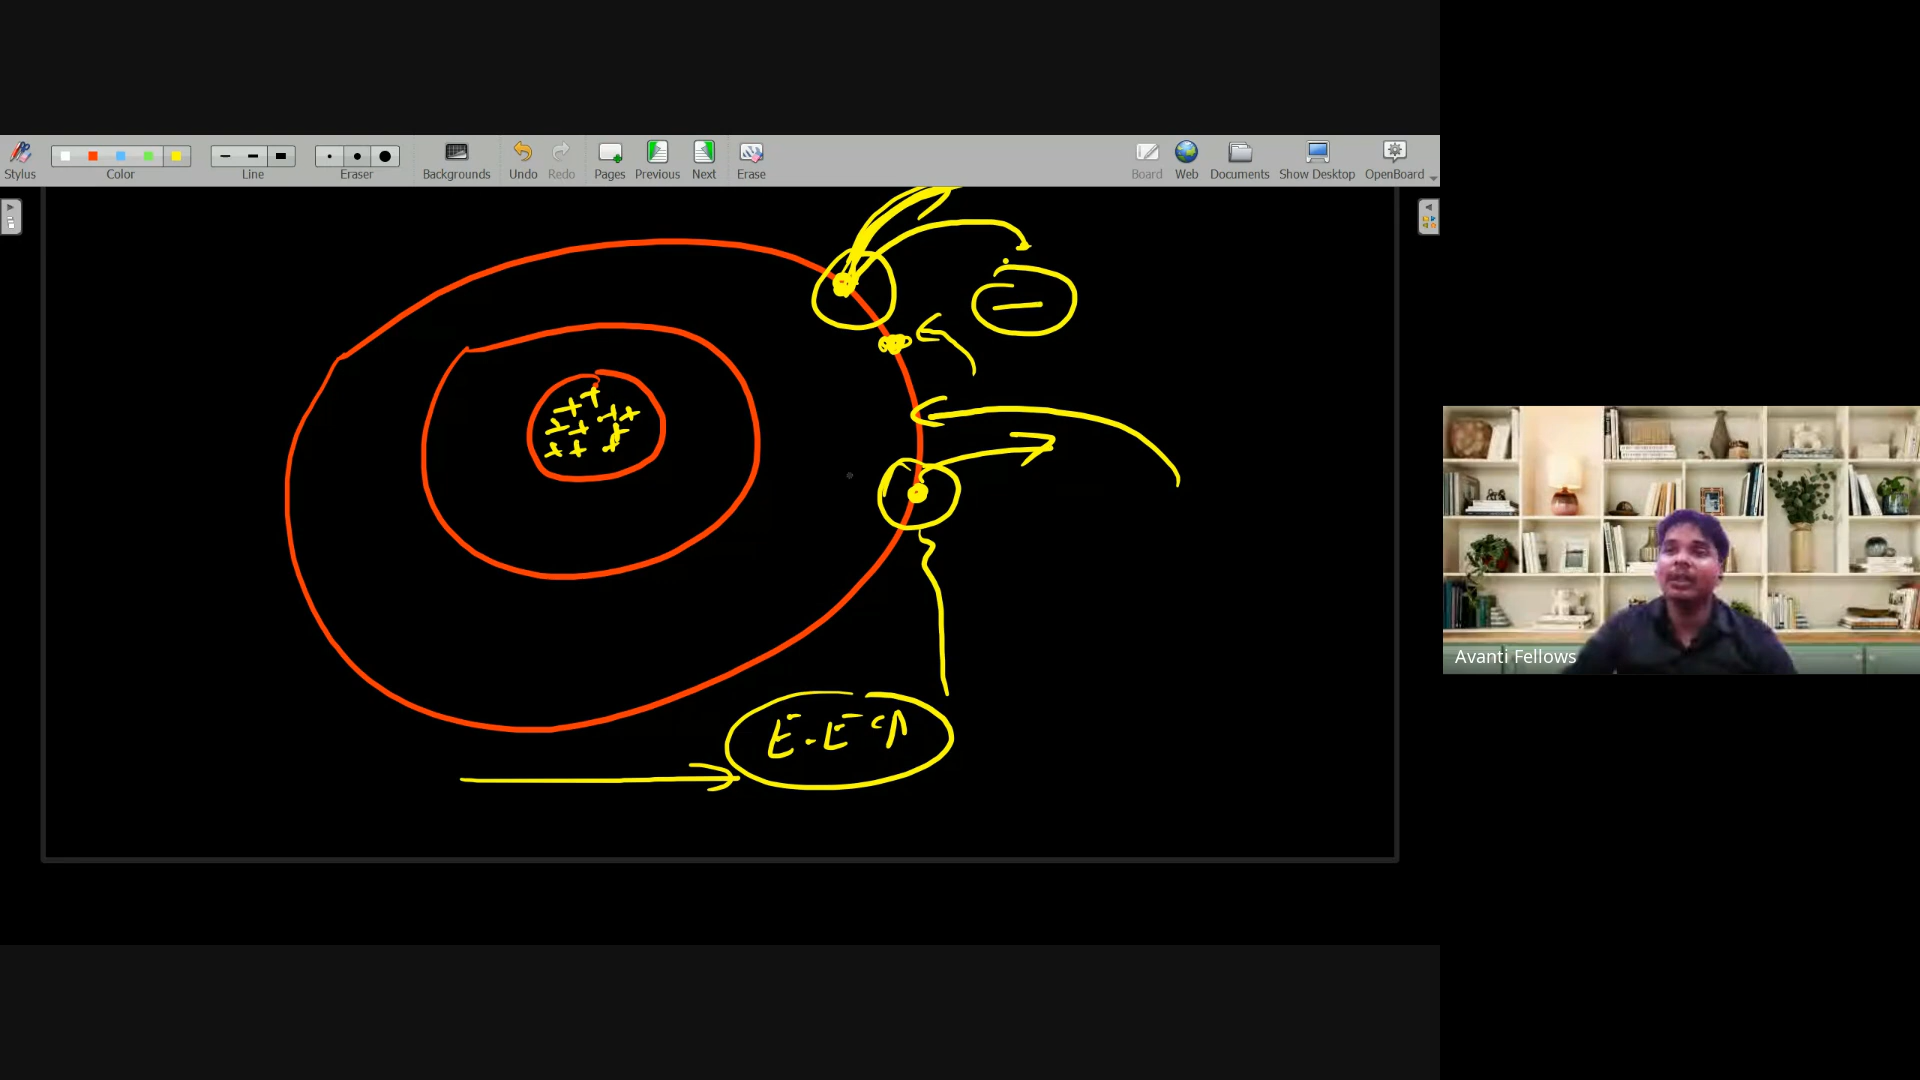 Stylus
Color
Line
Eraser
Backgrounds
Undo
Redo
Pages
Previous
Next
Erase
Board
Web
Documents
Show Desktop
OpenBoard
Avanti Fellows